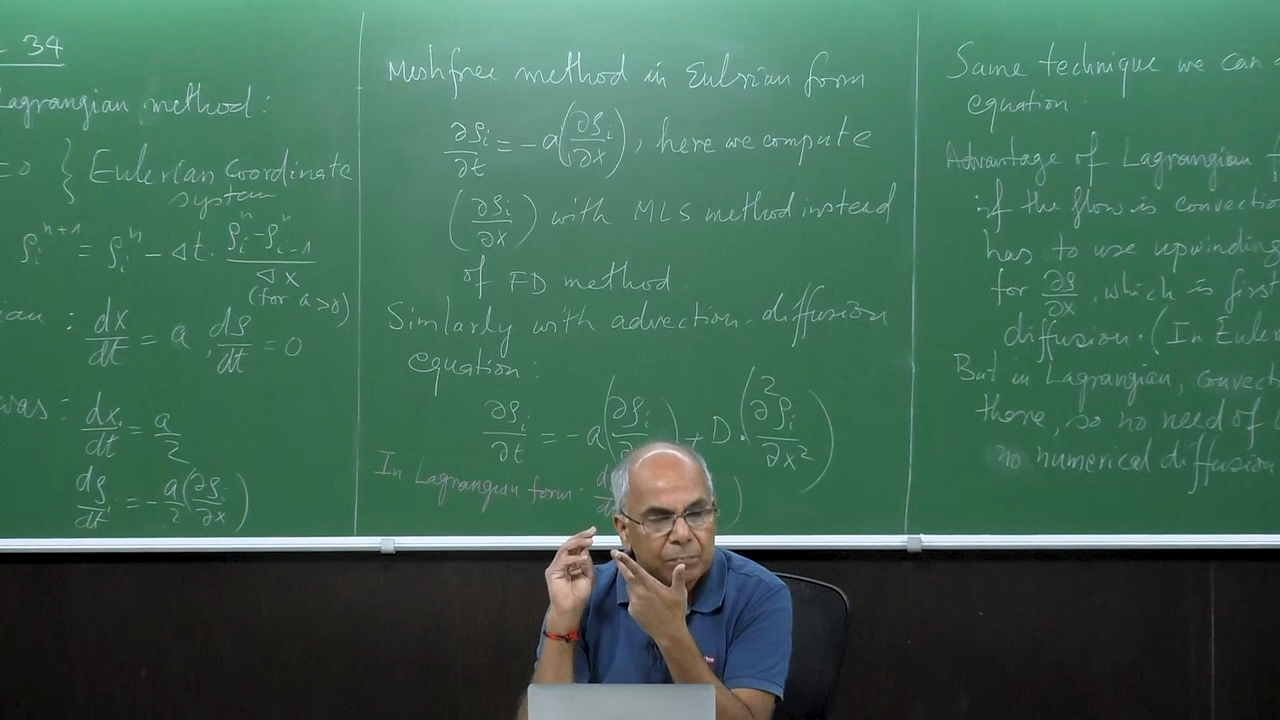 34
Lagrangian method:
} Eulerian Coordinate
system
ρᵢⁿ⁺¹ = ρᵢⁿ − Δt · (ρᵢⁿ − ρᵢ₋₁ⁿ)/∇x
(for a>0)
: dx/dt = a, dρ/dt = 0
was : dxᵢ/dt = a/2
dρᵢ/dt = −a/2 (∂ρᵢ/∂x)
Meshfree method in Eulerian form
∂ρᵢ/∂t = −a(∂ρᵢ/∂x), here we compute
(∂ρᵢ/∂x) with MLS method instead
of FD method
Similarly with advection-diffusion
equation:
∂ρᵢ/∂t = −a(∂ρᵢ/∂x) + D·(∂²ρᵢ/∂x²)
In Lagrangian form.
Same technique we can
equation.
Advantage of Lagrangian
if the flow is convectio
has to use upwinding
for ∂ρ/∂x, which is first
diffusion. (In Euler
But in Lagrangian, convect
there, so no need of
no numerical diffusion